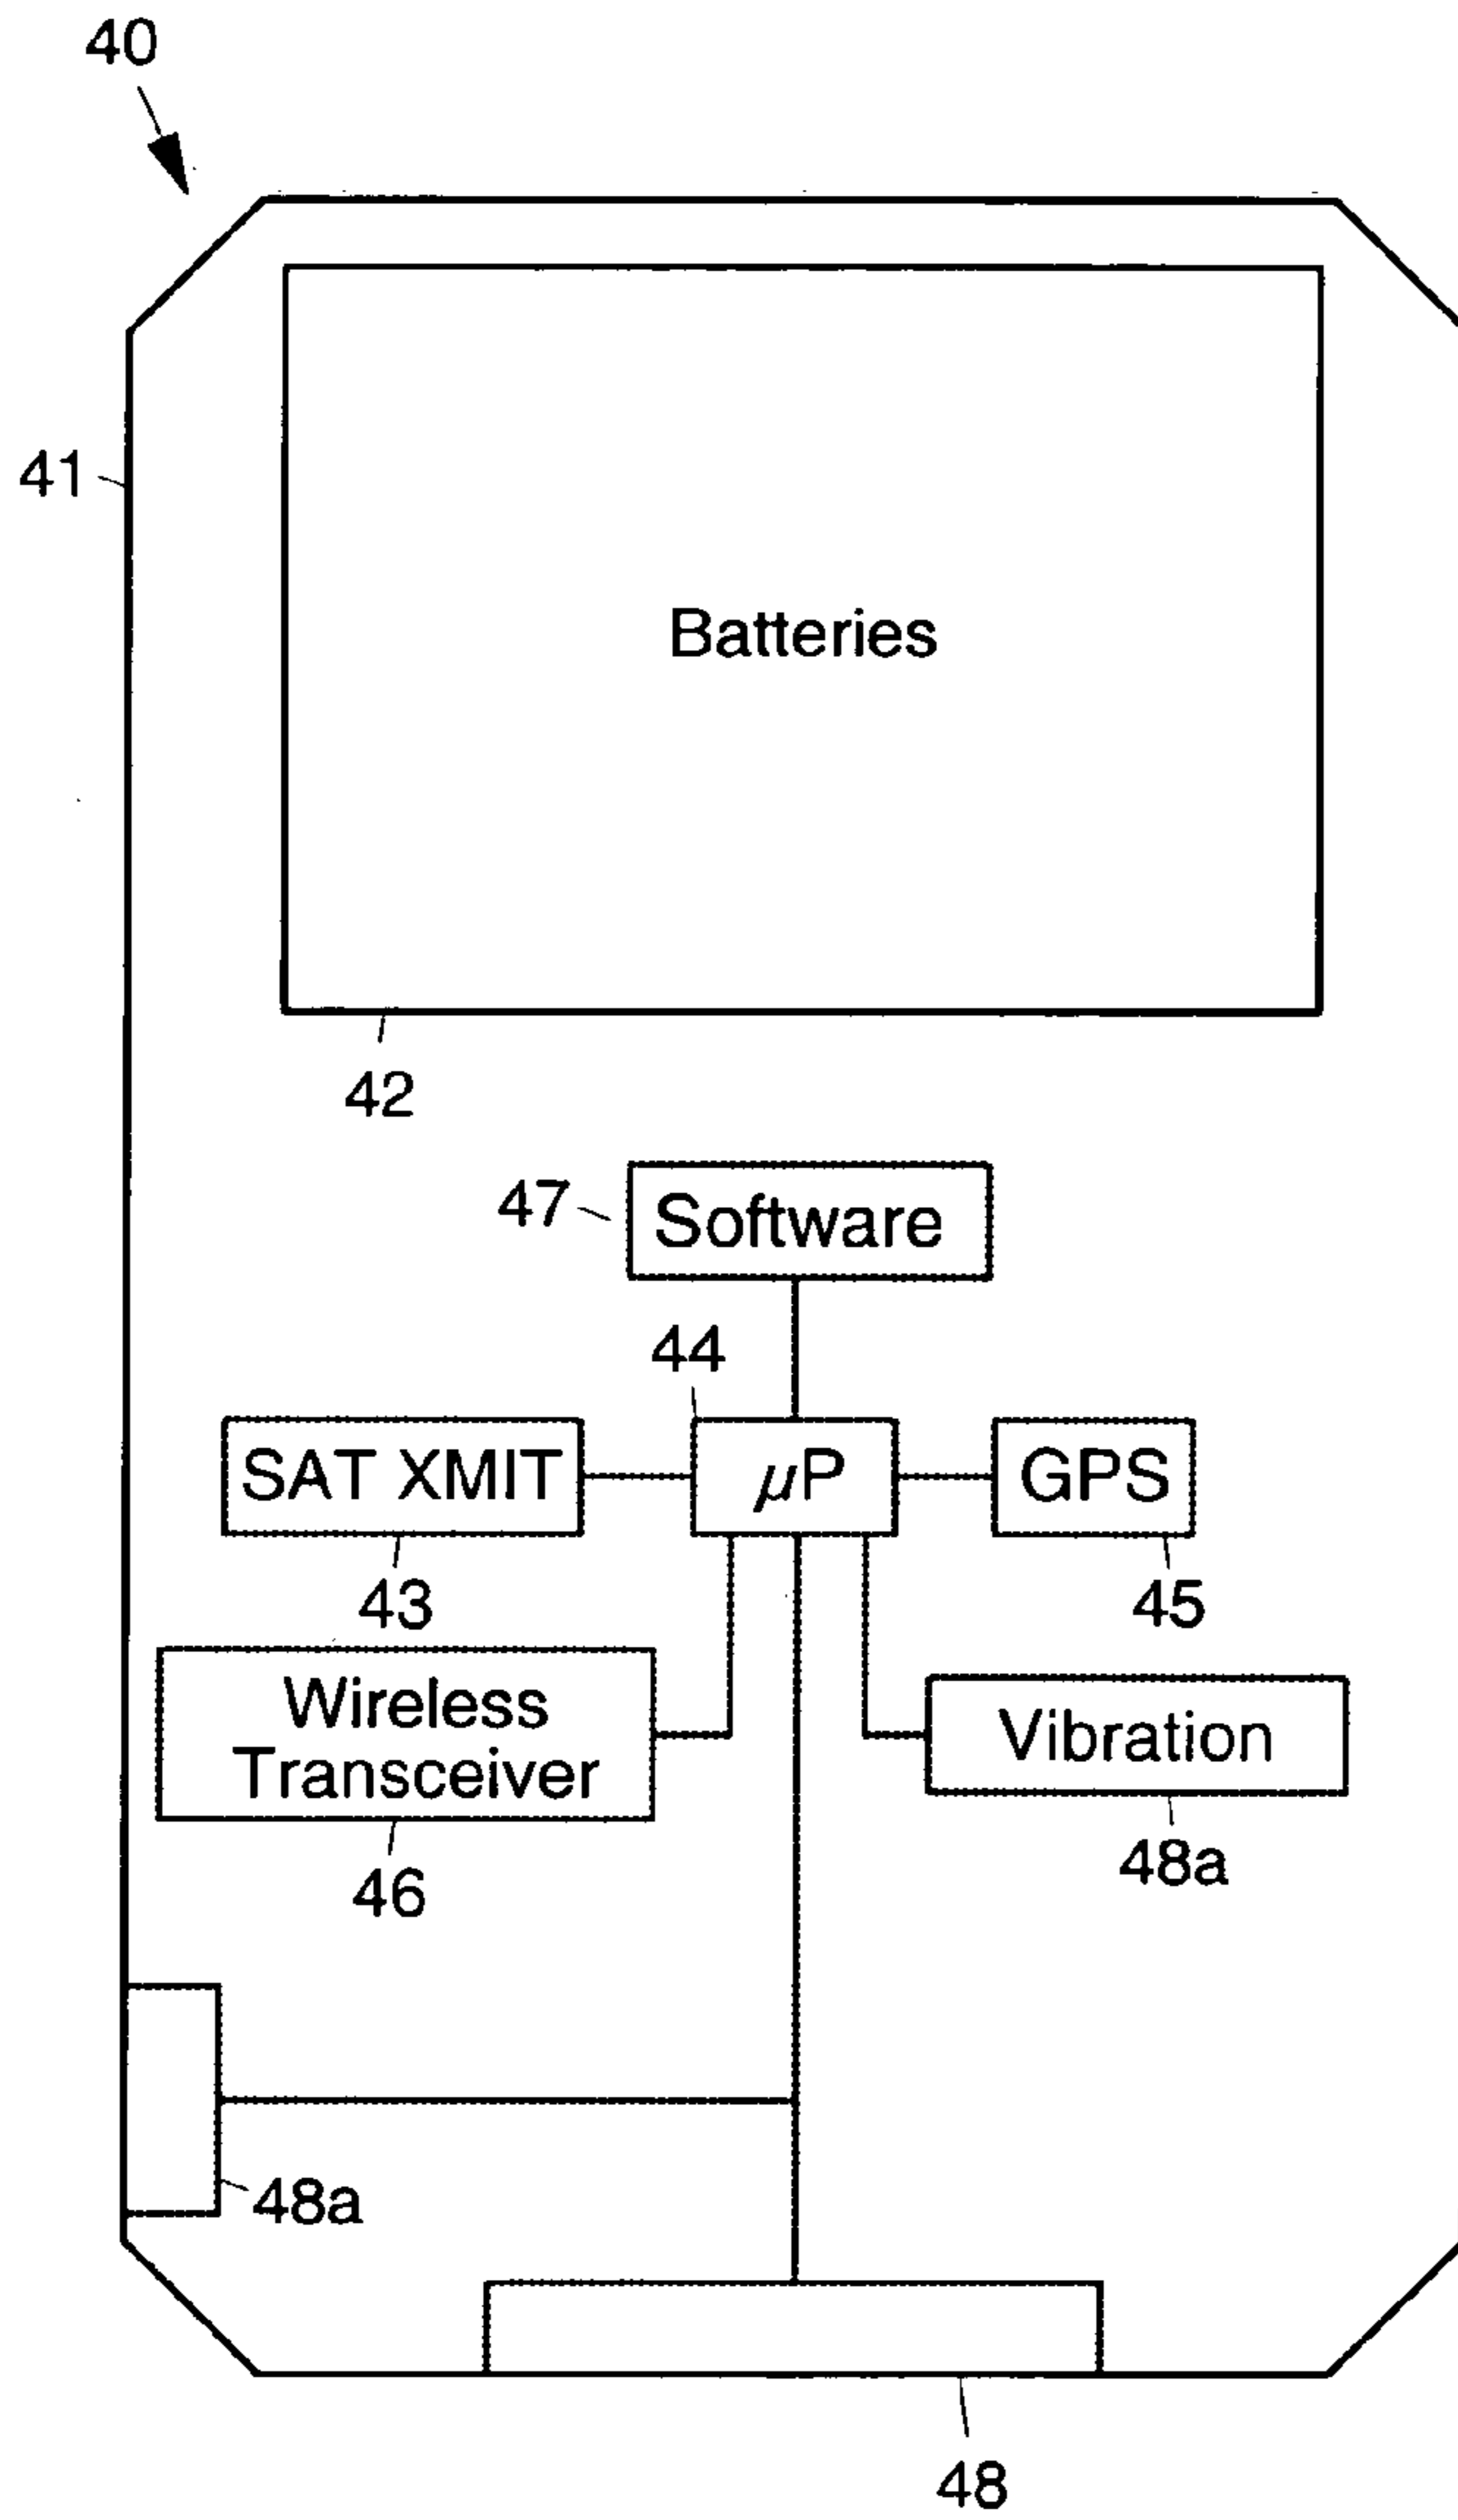 40
41
Batteries
42
47
Software
44
SAT XMIT
μP
GPS
43
45
Wireless
Transceiver
Vibration
46
48a
48a
48